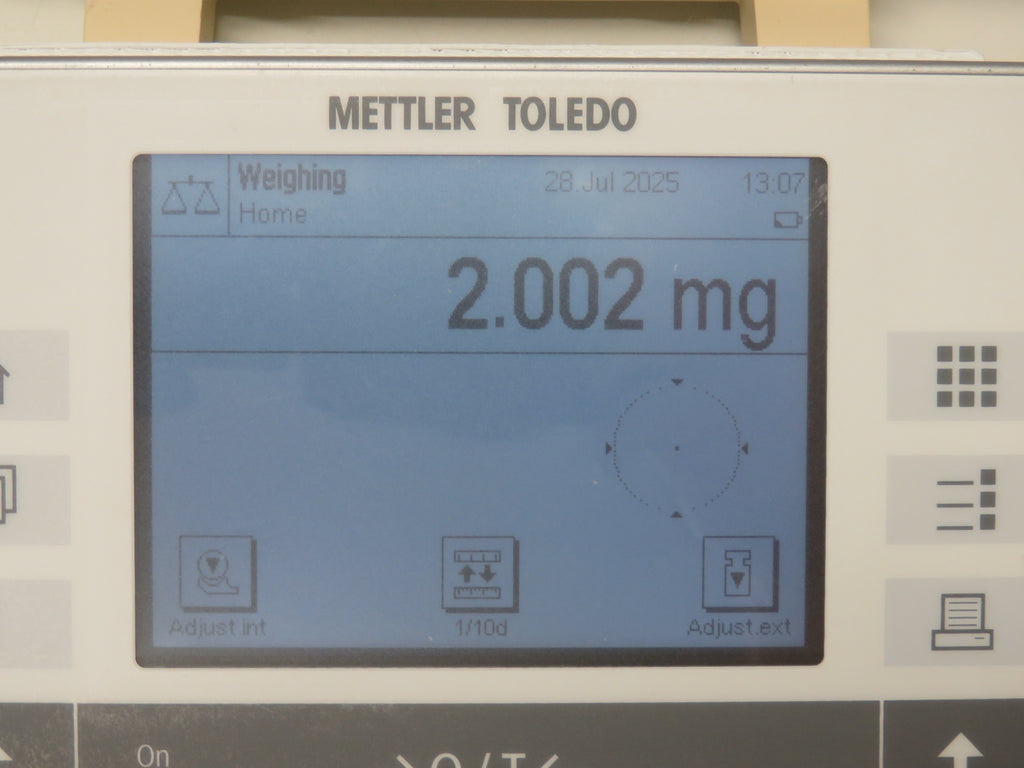 METTLER TOLEDO
Weighing 28.Jul 2025 13:07
Home
2.002 mg
Adjust.int 1/10d Adjust.ext
On
O/T